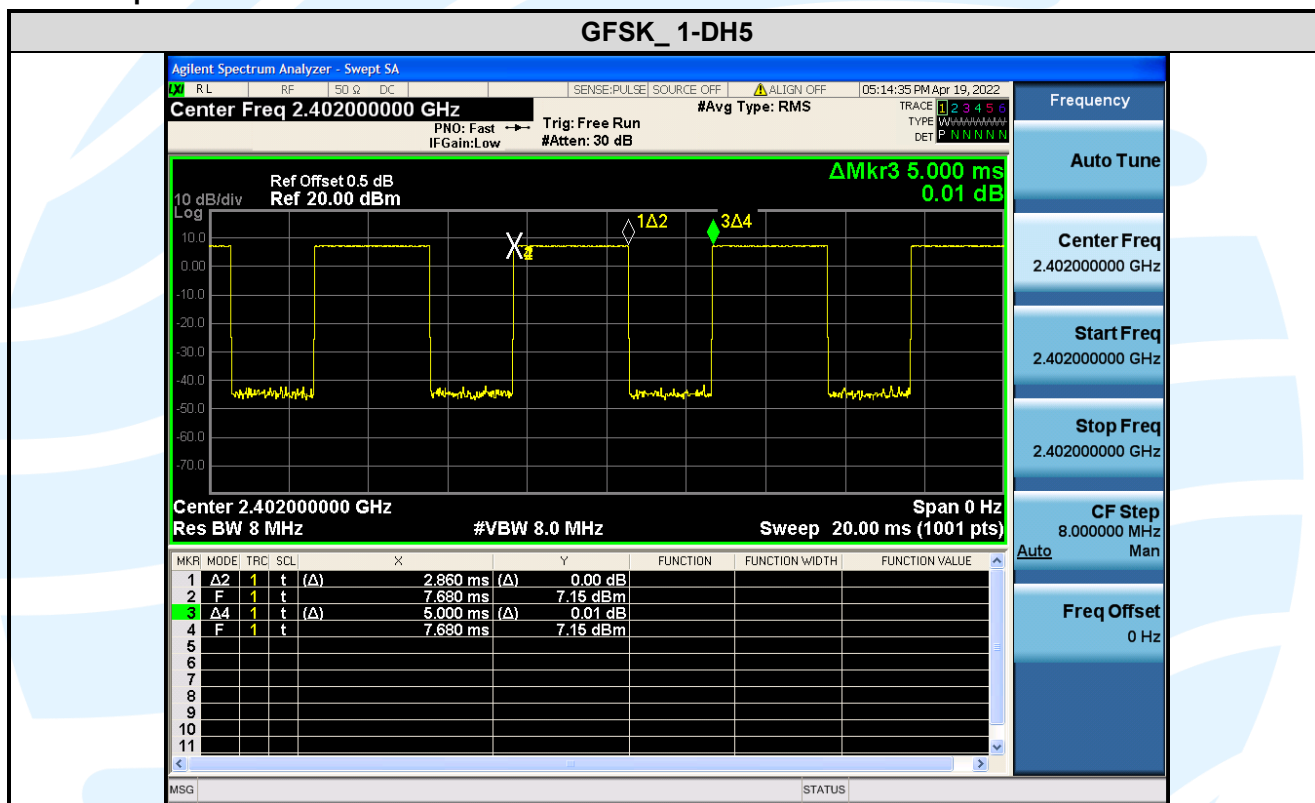 GFSK_ 1-DH5
Agilent Spectrum Analyzer - Swept SA
LXI RL RF 50 Ω DC SENSE:PULSE SOURCE OFF ALIGN OFF 05:14:35 PM Apr 19, 2022
Center Freq 2.402000000 GHz #Avg Type: RMS TRACE 1 2 3 4 5 6
PNO: Fast Trig: Free Run TYPE WWWWWW
IFGain:Low #Atten: 30 dB DET P N N N N N
ΔMkr3 5.000 ms
0.01 dB
Ref Offset 0.5 dB
10 dB/div Ref 20.00 dBm
Log
10.0
0.00
-10.0
-20.0
-30.0
-40.0
-50.0
-60.0
-70.0
1Δ2
3Δ4
Center 2.402000000 GHz Span 0 Hz
Res BW 8 MHz #VBW 8.0 MHz Sweep 20.00 ms (1001 pts)
MKR MODE TRC SCL X Y FUNCTION FUNCTION WIDTH FUNCTION VALUE
1 Δ2 1 t (Δ) 2.860 ms (Δ) 0.00 dB
2 F 1 t 7.680 ms 7.15 dBm
3 Δ4 1 t (Δ) 5.000 ms (Δ) 0.01 dB
4 F 1 t 7.680 ms 7.15 dBm
5
6
7
8
9
10
11
MSG STATUS
Frequency
Auto Tune
Center Freq
2.402000000 GHz
Start Freq
2.402000000 GHz
Stop Freq
2.402000000 GHz
CF Step
8.000000 MHz
Auto Man
Freq Offset
0 Hz